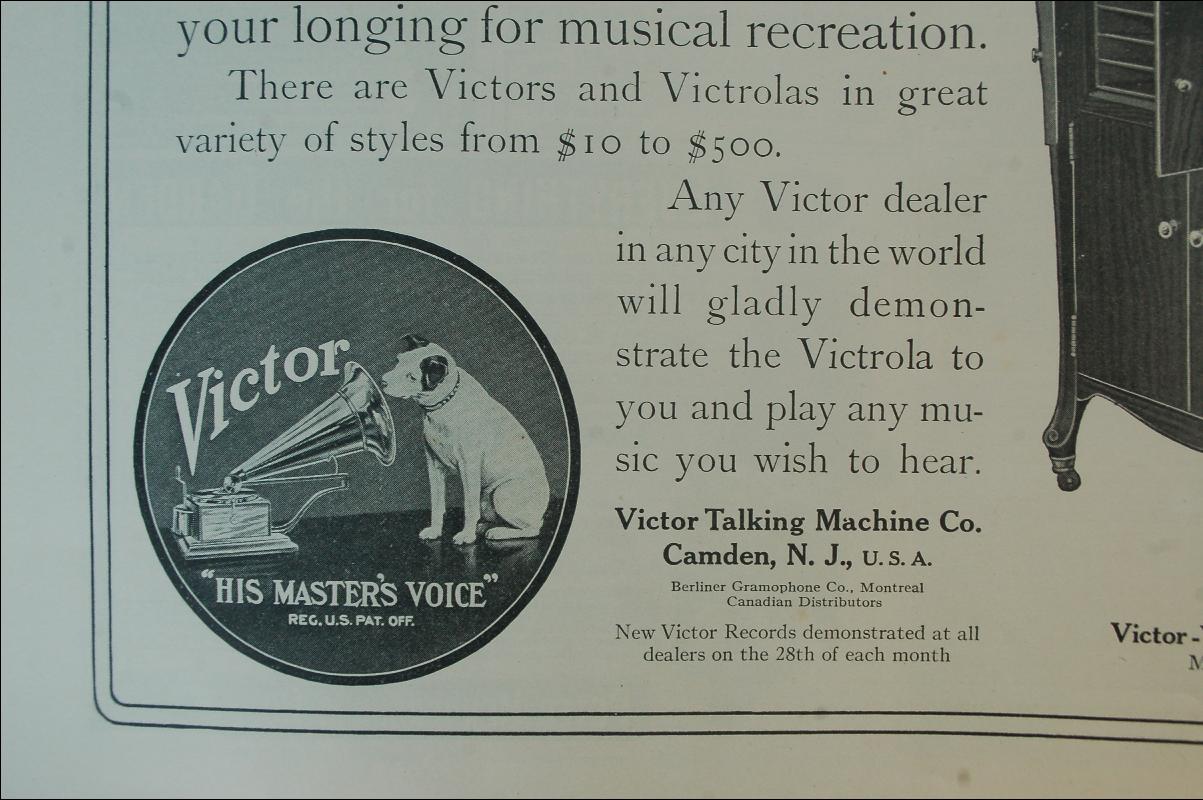 your longing for musical recreation.
There are Victors and Victrolas in great
variety of styles from $10 to $500.
Any Victor dealer
in any city in the world
will gladly demon-
strate the Victrola to
you and play any mu-
sic you wish to hear.
Victor Talking Machine Co.
Camden, N. J., U. S. A.
Berliner Gramophone Co., Montreal
Canadian Distributors
New Victor Records demonstrated at all
dealers on the 28th of each month
Victor
"HIS MASTER'S VOICE"
REG. U.S. PAT. OFF.
Victor-
M